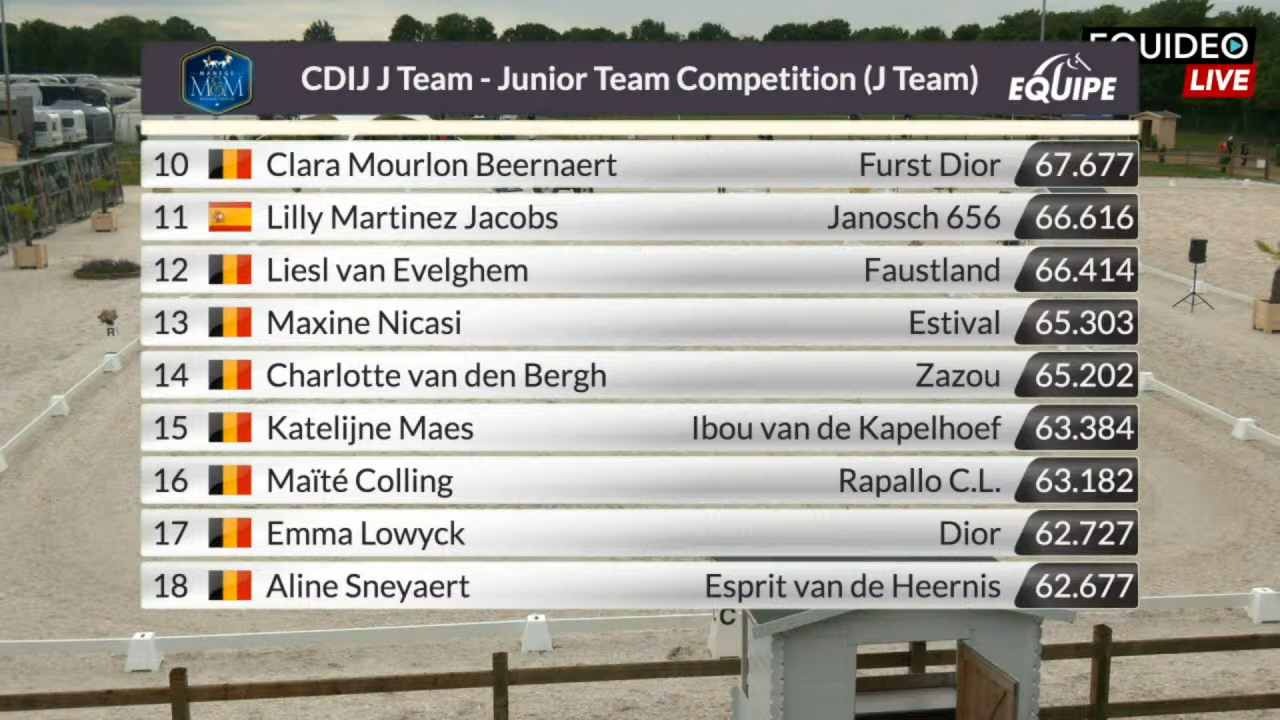 EQUIDEO
LIVE
MANEGE
M&M
CDIJ J Team - Junior Team Competition (J Team)
EQUIPE
10 Clara Mourlon Beernaert Furst Dior 67.677
11 Lilly Martinez Jacobs Janosch 656 66.616
12 Liesl van Evelghem Faustland 66.414
13 Maxine Nicasi Estival 65.303
14 Charlotte van den Bergh Zazou 65.202
15 Katelijne Maes Ibou van de Kapelhoef 63.384
16 Maïté Colling Rapallo C.L. 63.182
17 Emma Lowyck Dior 62.727
18 Aline Sneyaert Esprit van de Heernis 62.677
R
C